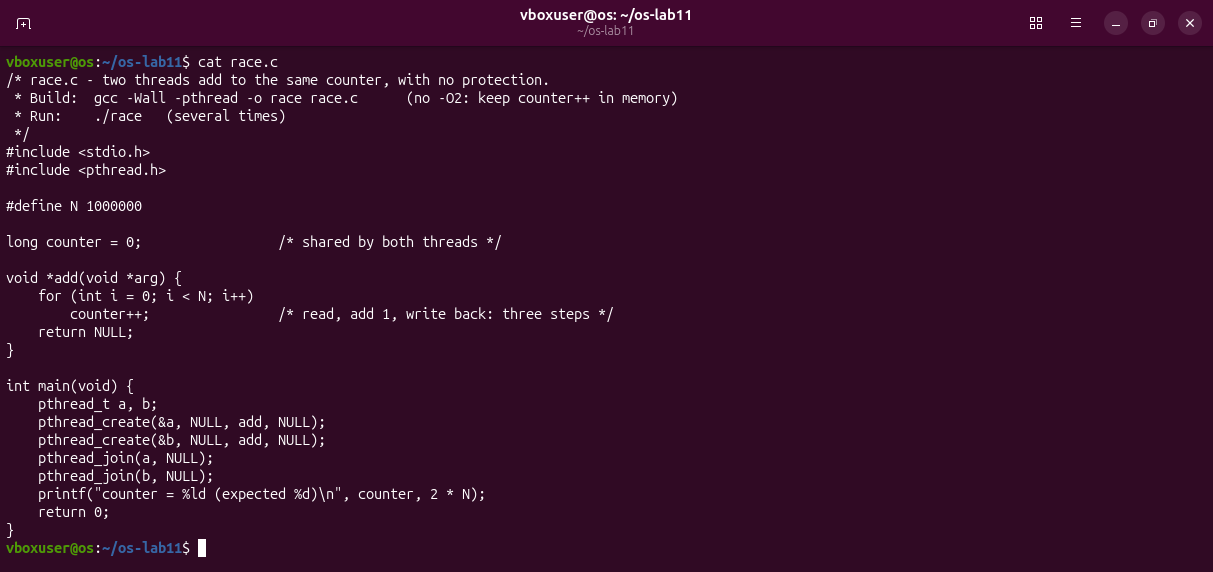 vboxuser@os: ~/os-lab11
~/os-lab11
vboxuser@os:~/os-lab11$ cat race.c
/* race.c - two threads add to the same counter, with no protection.
 * Build:  gcc -Wall -pthread -o race race.c      (no -O2: keep counter++ in memory)
 * Run:    ./race   (several times)
 */
#include <stdio.h>
#include <pthread.h>

#define N 1000000

long counter = 0;                 /* shared by both threads */

void *add(void *arg) {
    for (int i = 0; i < N; i++)
        counter++;                /* read, add 1, write back: three steps */
    return NULL;
}

int main(void) {
    pthread_t a, b;
    pthread_create(&a, NULL, add, NULL);
    pthread_create(&b, NULL, add, NULL);
    pthread_join(a, NULL);
    pthread_join(b, NULL);
    printf("counter = %ld (expected %d)\n", counter, 2 * N);
    return 0;
}
vboxuser@os:~/os-lab11$